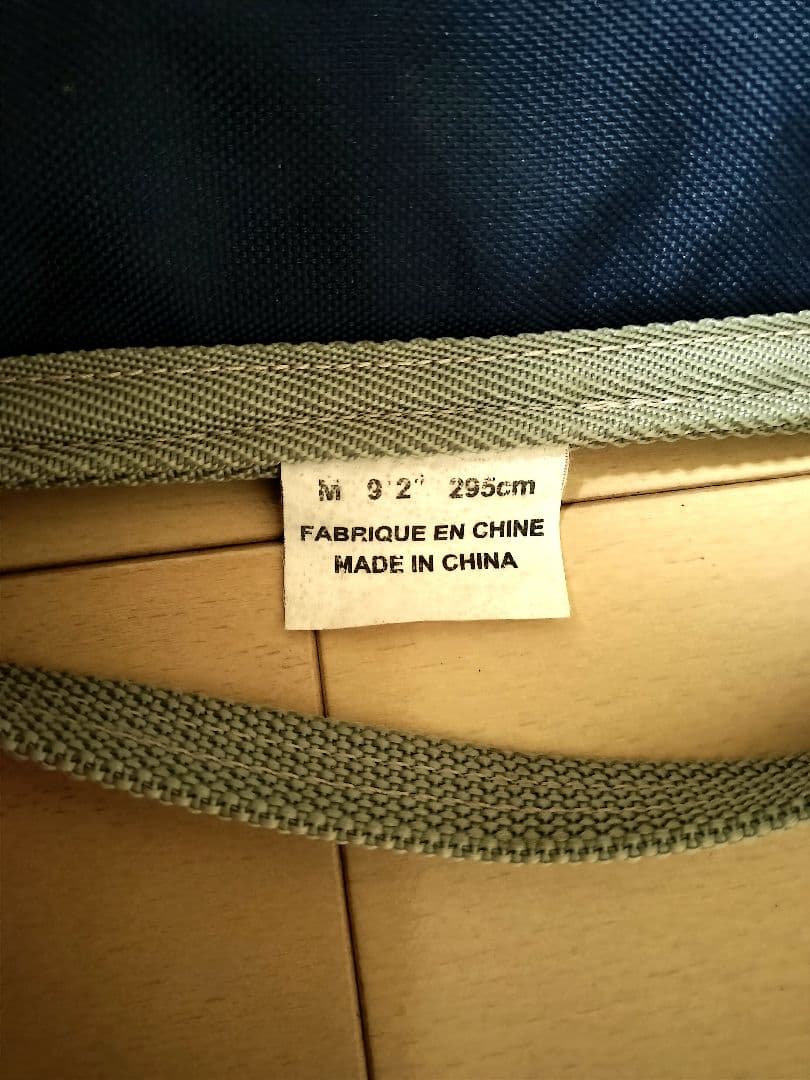 M 9'2" 295cm
FABRIQUE EN CHINE
MADE IN CHINA